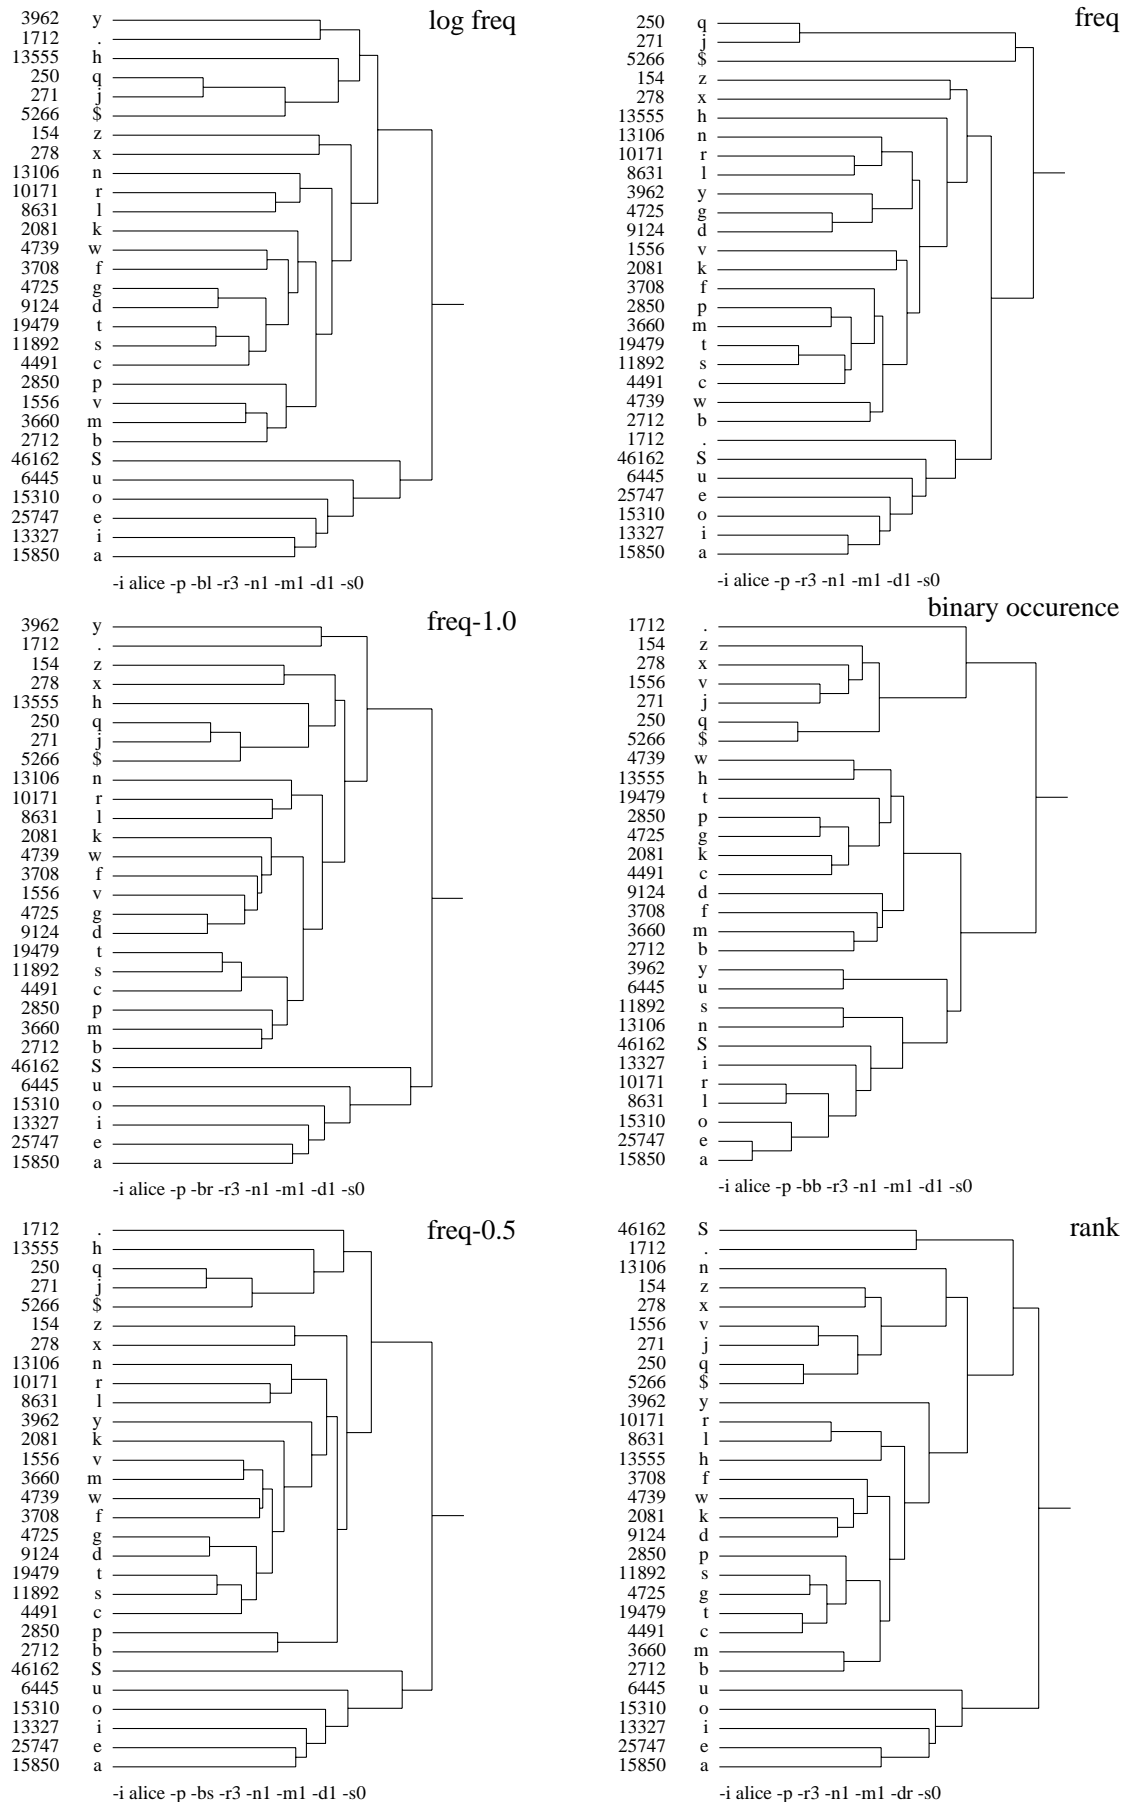 log freq
3962 y
1712 .
13555 h
250 q
271 j
5266 $
154 z
278 x
13106 n
10171 r
8631 l
2081 k
4739 w
3708 f
4725 g
9124 d
19479 t
11892 s
4491 c
2850 p
1556 v
3660 m
2712 b
46162 S
6445 u
15310 o
25747 e
13327 i
15850 a
-i alice -p -bl -r3 -n1 -m1 -d1 -s0
freq
250 q
271 j
5266 $
154 z
278 x
13555 h
13106 n
10171 r
8631 l
3962 y
4725 g
9124 d
1556 v
2081 k
3708 f
2850 p
3660 m
19479 t
11892 s
4491 c
4739 w
2712 b
1712 .
46162 S
6445 u
25747 e
15310 o
13327 i
15850 a
-i alice -p -r3 -n1 -m1 -d1 -s0
freq-1.0
3962 y
1712 .
154 z
278 x
13555 h
250 q
271 j
5266 $
13106 n
10171 r
8631 l
2081 k
4739 w
3708 f
1556 v
4725 g
9124 d
19479 t
11892 s
4491 c
2850 p
3660 m
2712 b
46162 S
6445 u
15310 o
13327 i
25747 e
15850 a
-i alice -p -br -r3 -n1 -m1 -d1 -s0
binary occurence
1712 .
154 z
278 x
1556 v
271 j
250 q
5266 $
4739 w
13555 h
19479 t
2850 p
4725 g
2081 k
4491 c
9124 d
3708 f
3660 m
2712 b
3962 y
6445 u
11892 s
13106 n
46162 S
13327 i
10171 r
8631 l
15310 o
25747 e
15850 a
-i alice -p -bb -r3 -n1 -m1 -d1 -s0
freq-0.5
1712 .
13555 h
250 q
271 j
5266 $
154 z
278 x
13106 n
10171 r
8631 l
3962 y
2081 k
1556 v
3660 m
4739 w
3708 f
4725 g
9124 d
19479 t
11892 s
4491 c
2850 p
2712 b
46162 S
6445 u
15310 o
13327 i
25747 e
15850 a
-i alice -p -bs -r3 -n1 -m1 -d1 -s0
rank
46162 S
1712 .
13106 n
154 z
278 x
1556 v
271 j
250 q
5266 $
3962 y
10171 r
8631 l
13555 h
3708 f
4739 w
2081 k
9124 d
2850 p
11892 s
4725 g
19479 t
4491 c
3660 m
2712 b
6445 u
15310 o
13327 i
25747 e
15850 a
-i alice -p -r3 -n1 -m1 -dr -s0